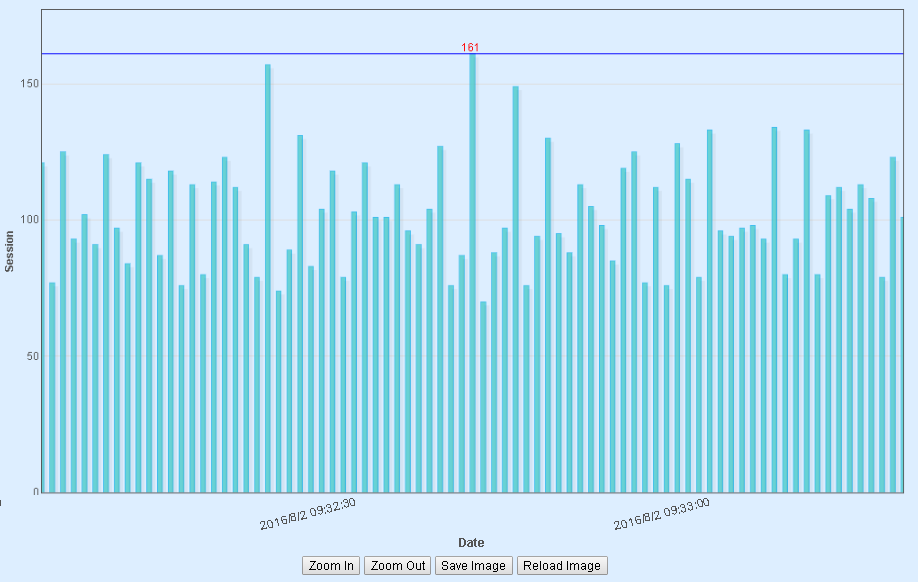 161
150
100
50
0
Session
2016/8/2 09:32:30
2016/8/2 09:33:00
Date
Zoom In
Zoom Out
Save Image
Reload Image